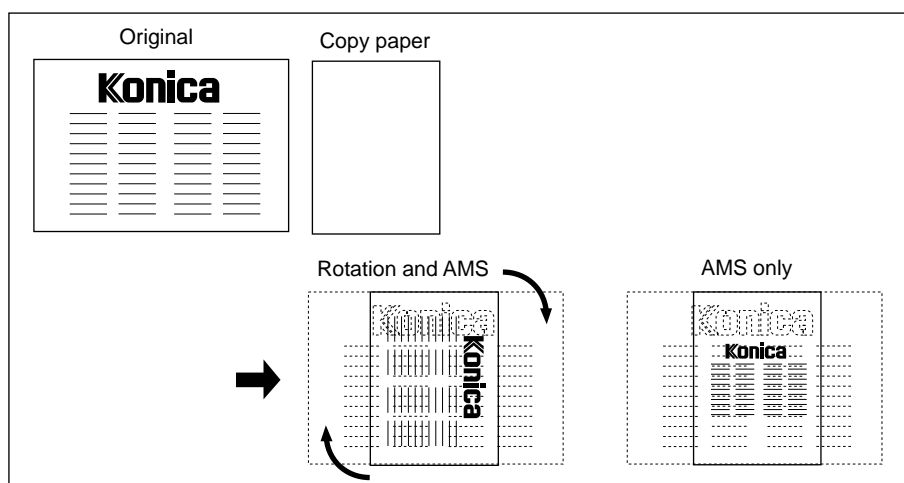 Original
Copy paper
Konica
Rotation and AMS
AMS only
Konica
Konica
Konica
Konica